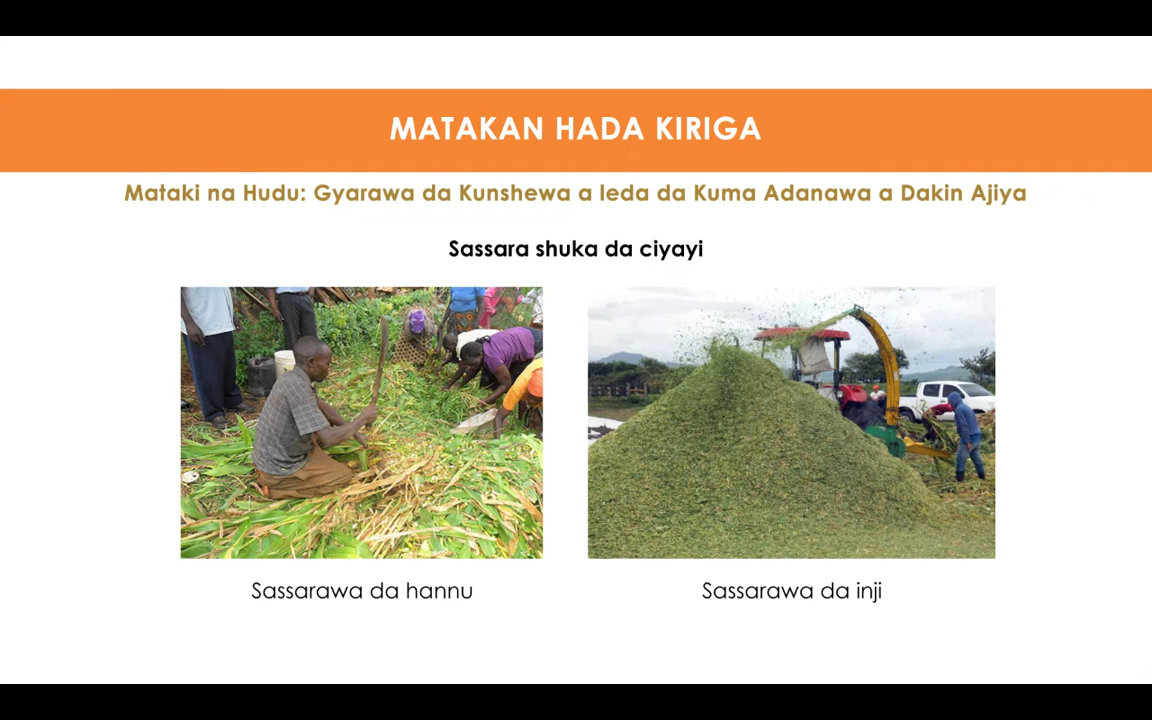 MATAKAN HADA KIRIGA
Mataki na Hudu: Gyarawa da Kunshewa a leda da Kuma Adanawa a Dakin Ajiya
Sassara shuka da ciyayi
Sassarawa da hannu
Sassarawa da inji